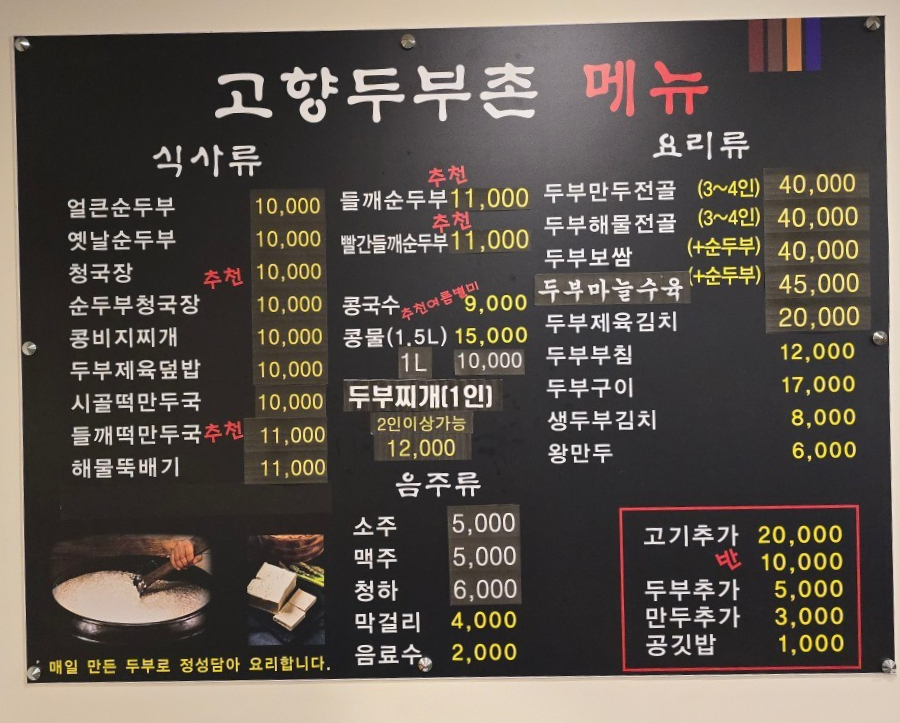 고향두부촌 메뉴
식사류
얼큰순두부 10,000
옛날순두부 10,000
청국장 추천 10,000
순두부청국장 10,000
콩비지찌개 10,000
두부제육덮밥 10,000
시골떡만두국 10,000
들깨떡만두국 추천 11,000
해물뚝배기 11,000
추천
들깨순두부 11,000
추천
빨간들깨순두부 11,000
콩국수 추천여름별미 9,000
콩물(1.5L) 15,000
1L 10,000
두부찌개(1인)
2인이상가능
12,000
음주류
소주 5,000
맥주 5,000
청하 6,000
막걸리 4,000
음료수 2,000
요리류
두부만두전골 (3~4인) 40,000
두부해물전골 (3~4인) 40,000
두부보쌈 (+순두부) 40,000
두부마늘수육 (+순두부) 45,000
두부제육김치 20,000
두부부침 12,000
두부구이 17,000
생두부김치 8,000
왕만두 6,000
고기추가 20,000
반 10,000
두부추가 5,000
만두추가 3,000
공깃밥 1,000
매일 만든 두부로 정성담아 요리합니다.